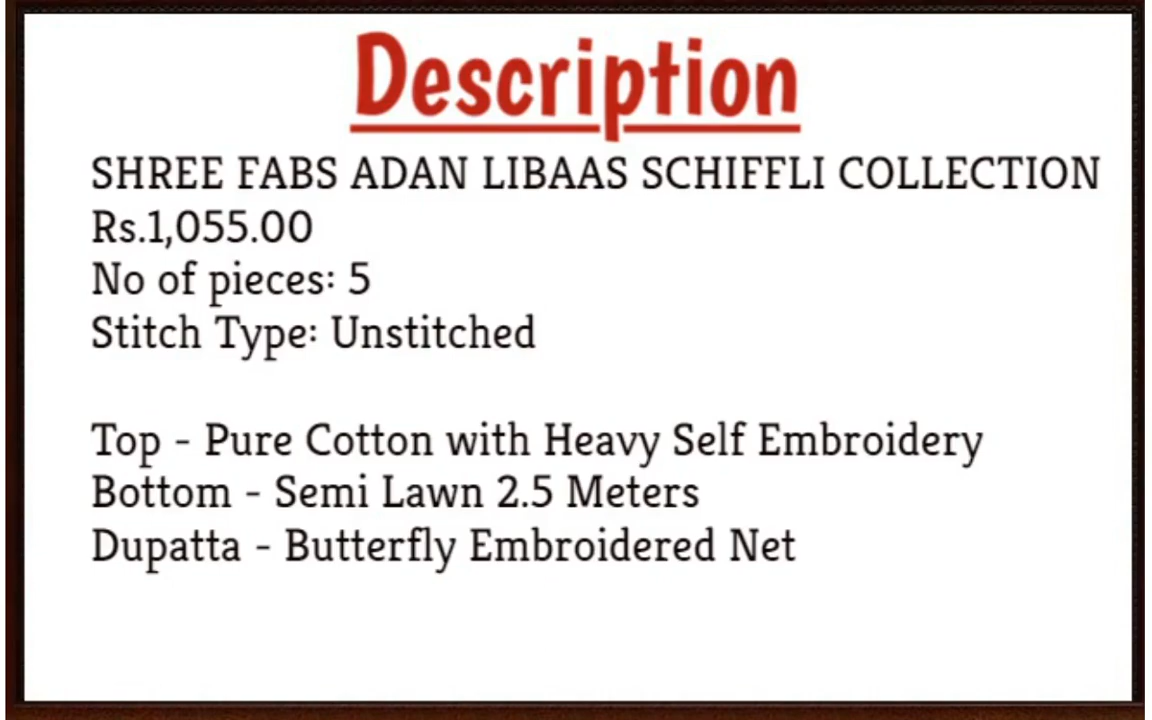 Description
SHREE FABS ADAN LIBAAS SCHIFFLI COLLECTION
Rs.1,055.00
No of pieces: 5
Stitch Type: Unstitched
Top - Pure Cotton with Heavy Self Embroidery
Bottom - Semi Lawn 2.5 Meters
Dupatta - Butterfly Embroidered Net